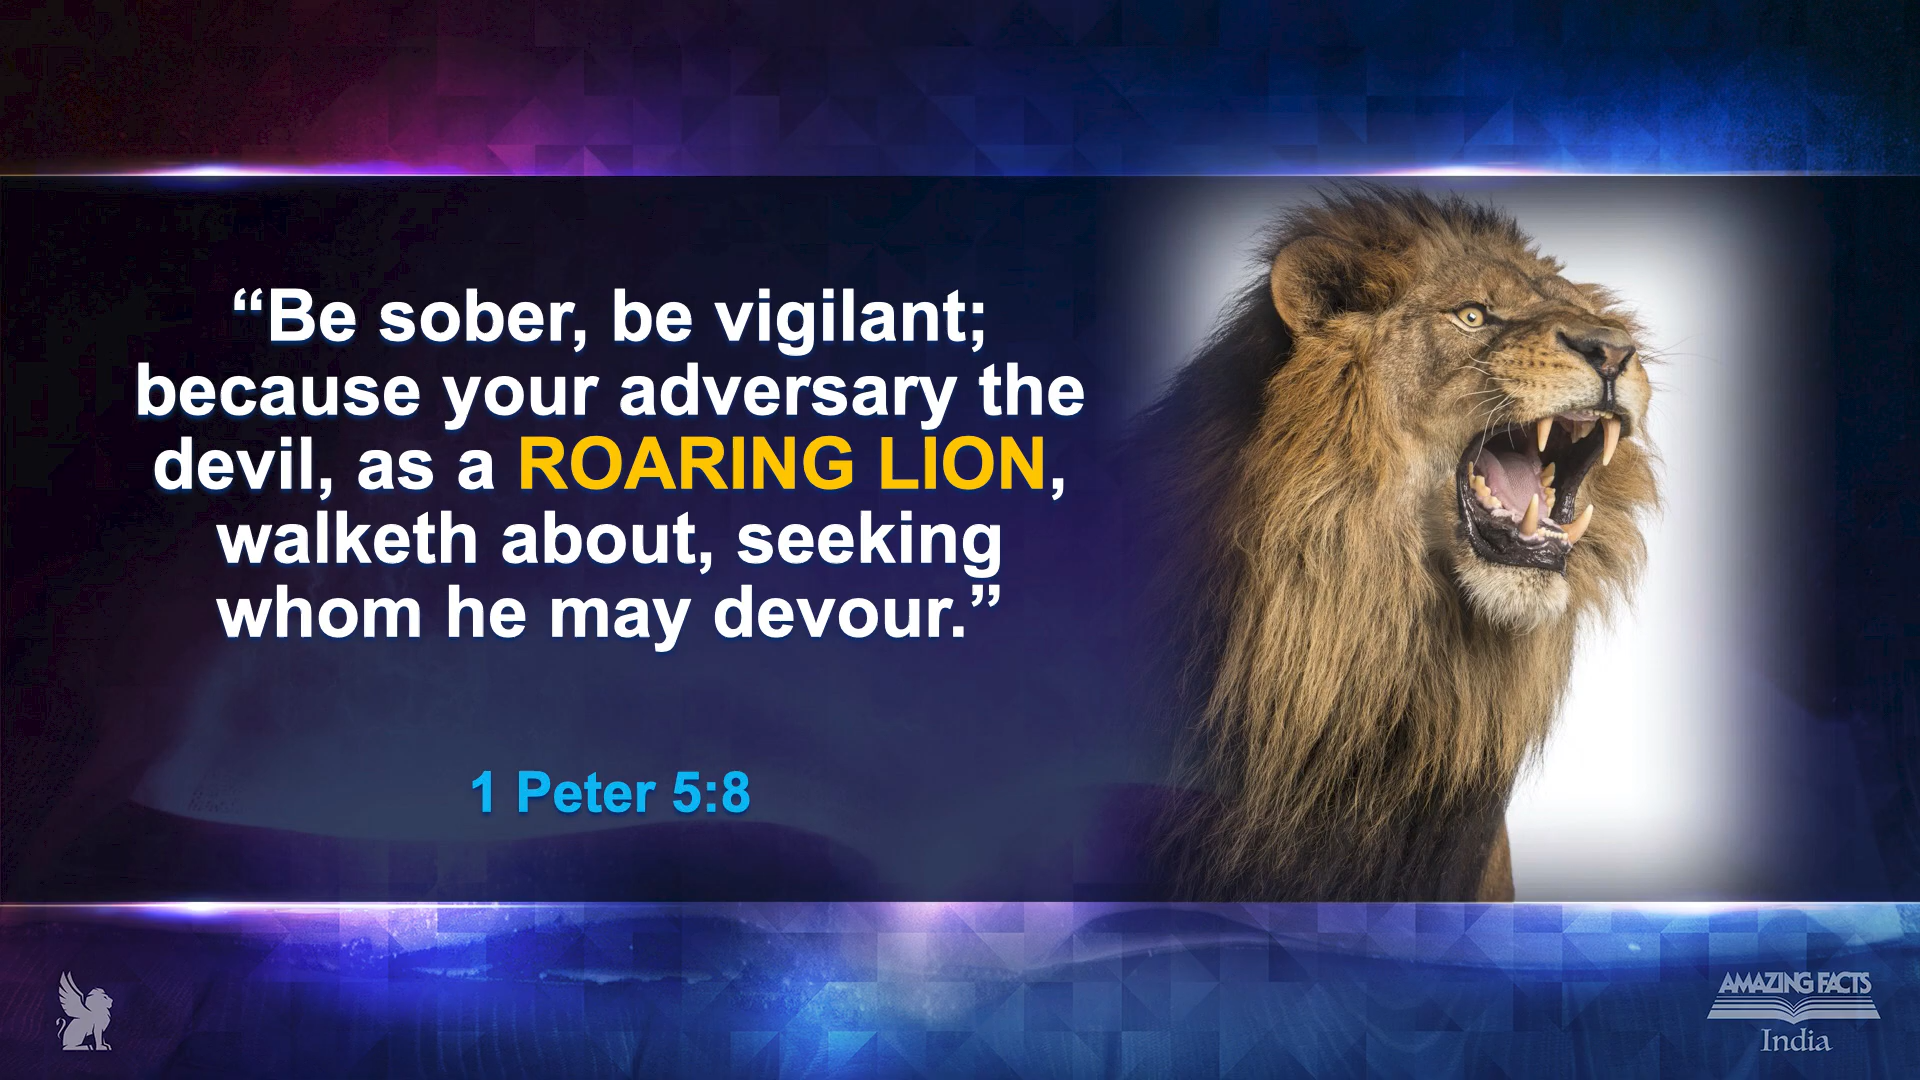 “Be sober, be vigilant;
because your adversary the
devil, as a ROARING LION,
walketh about, seeking
whom he may devour.”
1 Peter 5:8
AMAZING FACTS
India